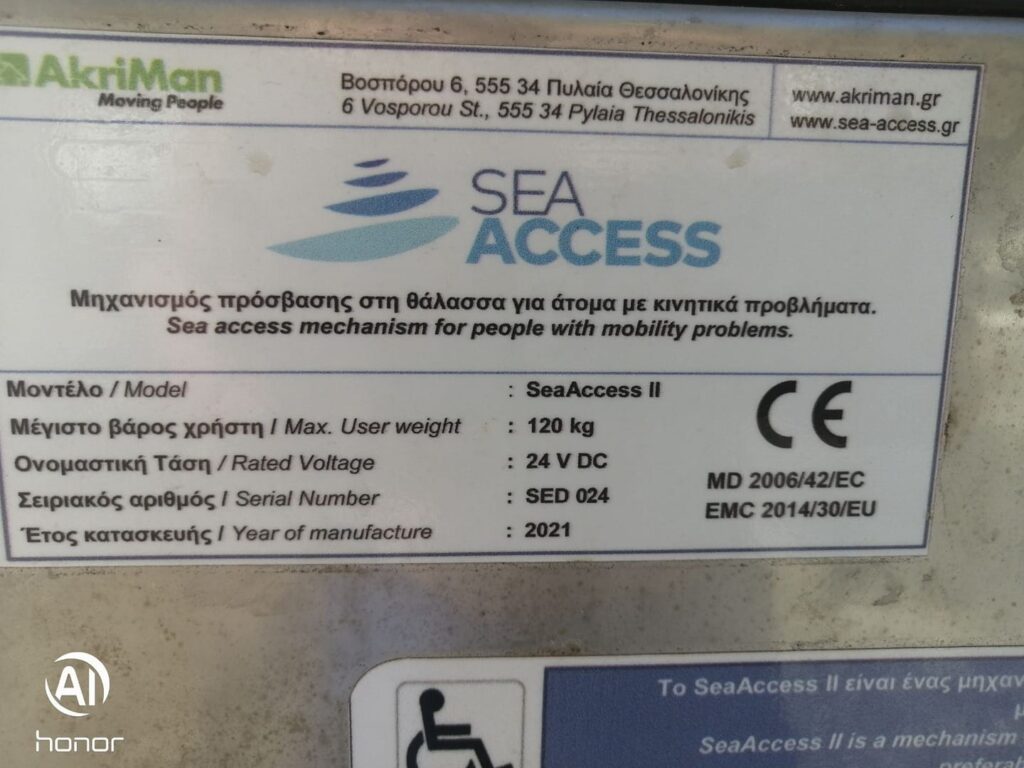 AkriMan
Moving People
Βοσπόρου 6, 555 34 Πυλαία Θεσσαλονίκης
6 Vosporou St., 555 34 Pylaia Thessalonikis
www.akriman.gr
www.sea-access.gr
SEA
ACCESS
Μηχανισμός πρόσβασης στη θάλασσα για άτομα με κινητικά προβλήματα.
Sea access mechanism for people with mobility problems.
Μοντέλο / Model : SeaAccess II
Μέγιστο βάρος χρήστη / Max. User weight : 120 kg
Ονομαστική Τάση / Rated Voltage : 24 V DC
Σειριακός αριθμός / Serial Number : SED 024
Έτος κατασκευής / Year of manufacture : 2021
CE
MD 2006/42/EC
EMC 2014/30/EU
Το SeaAccess II είναι ένας
SeaAccess II is a mechanism
AI
honor